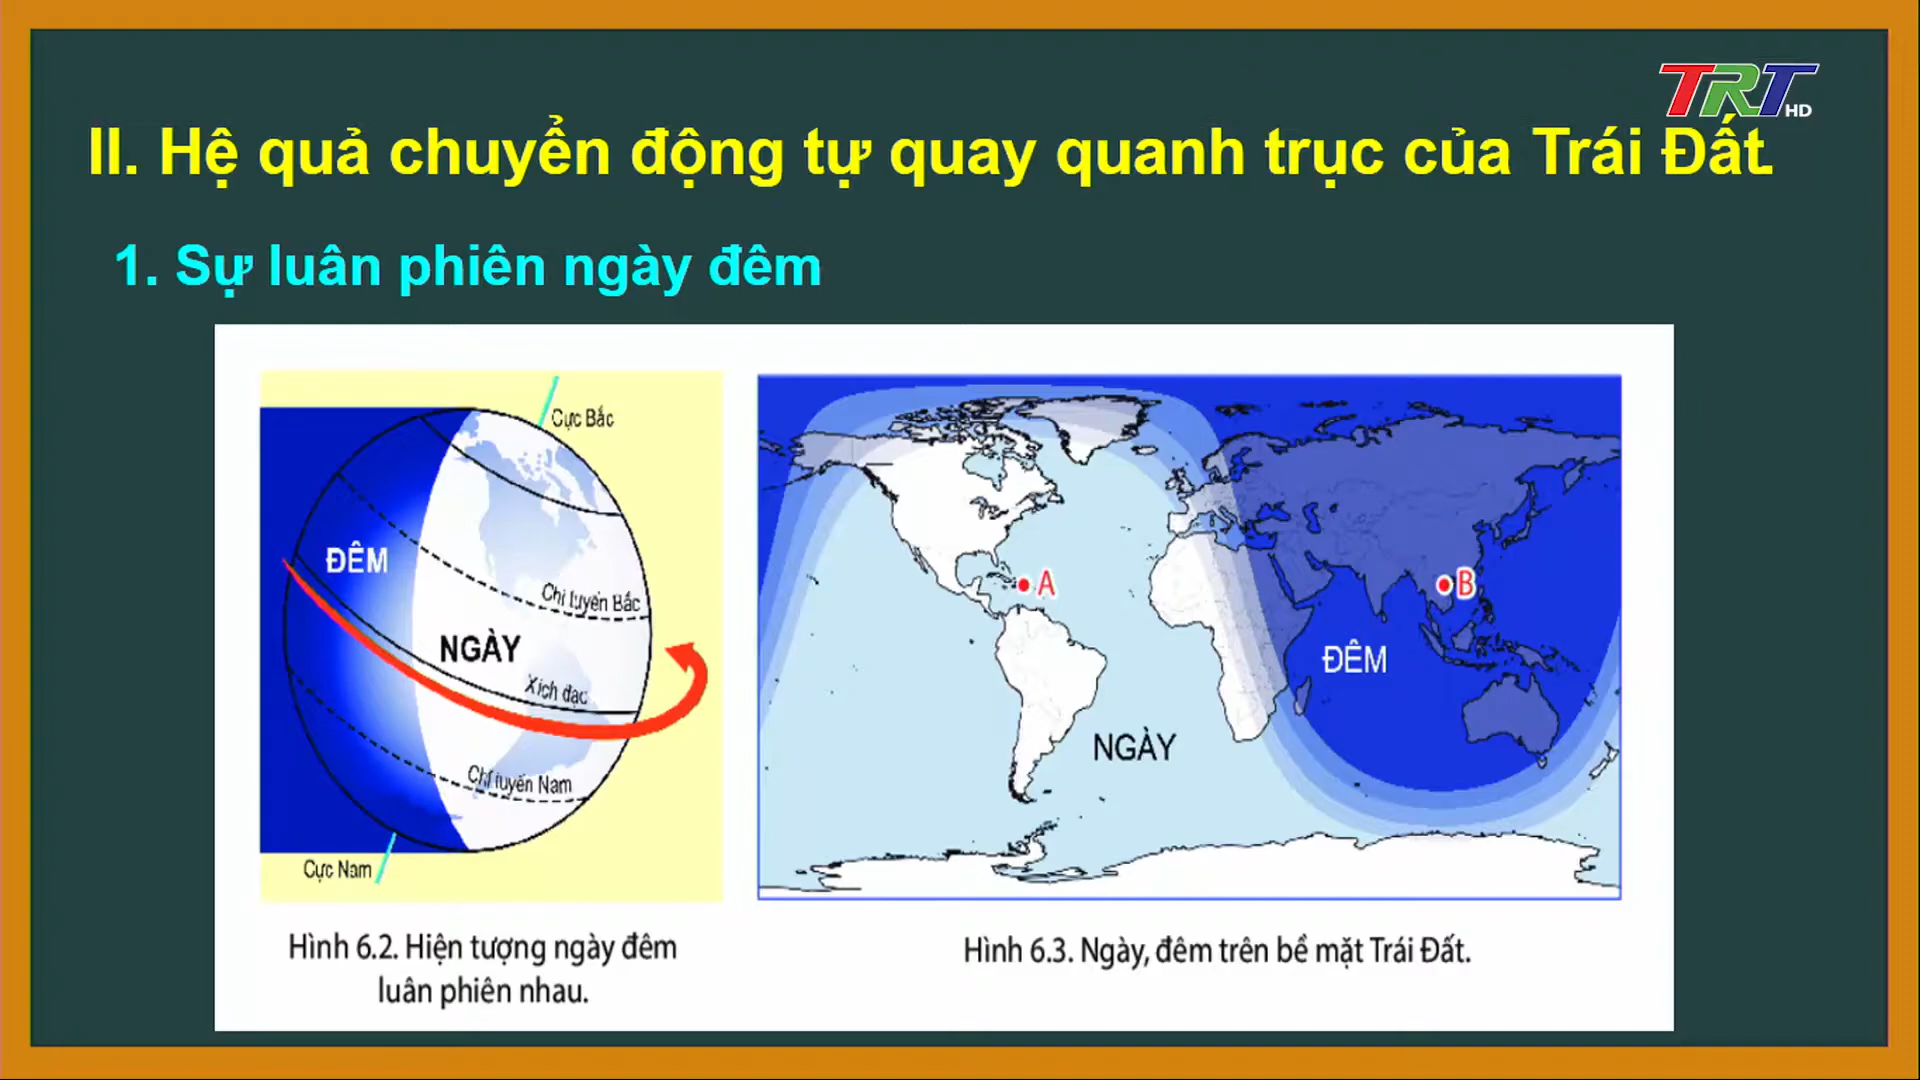 TRT HD
II. Hệ quả chuyển động tự quay quanh trục của Trái Đất.
1. Sự luân phiên ngày đêm
Cực Bắc
ĐÊM
Chí tuyến Bắc
NGÀY
Xích đạo
Chí tuyến Nam
Cực Nam
Hình 6.2. Hiện tượng ngày đêm
luân phiên nhau.
A
B
ĐÊM
NGÀY
Hình 6.3. Ngày, đêm trên bề mặt Trái Đất.